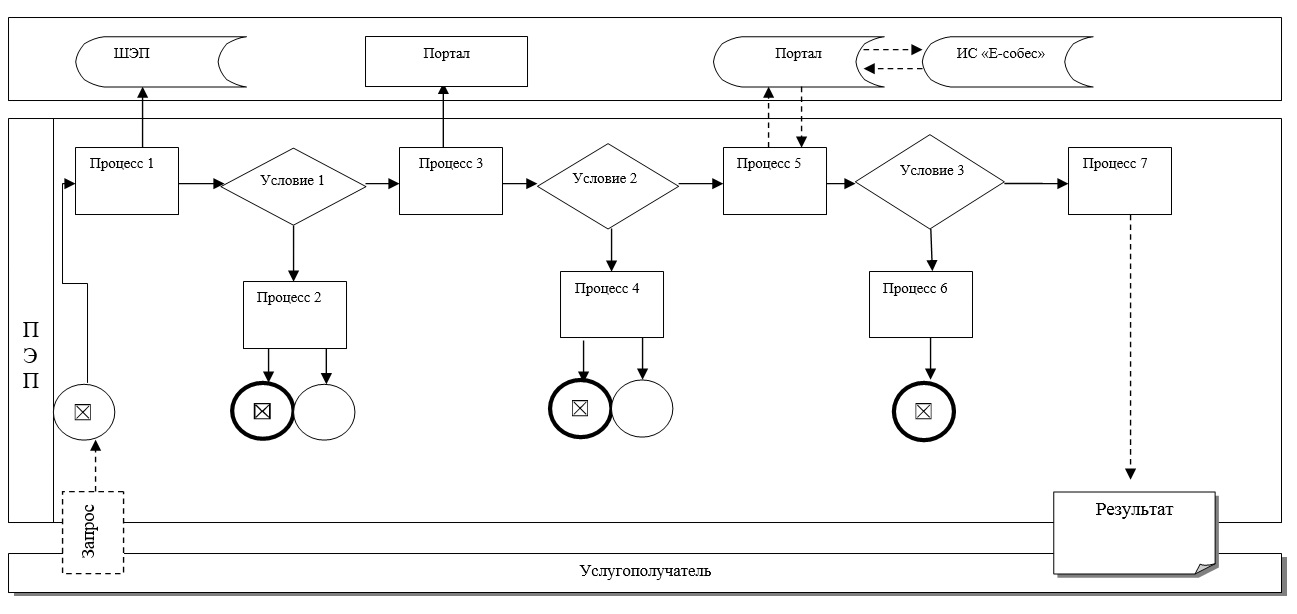 ШЭП
Портал
Портал
ИС «Е-собес»
Процесс 1
Условие 1
Процесс 3
Условие 2
Процесс 5
Условие 3
Процесс 7
Процесс 2
Процесс 4
Процесс 6
П
Э
П
Запрос
Результат
Услугополучатель